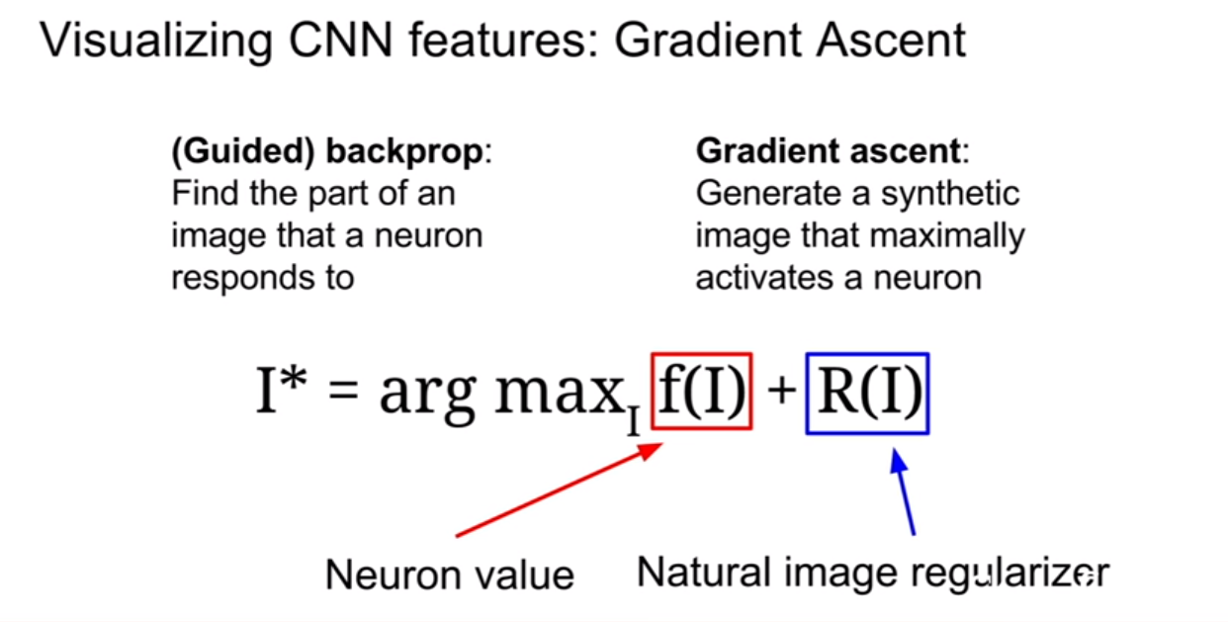 Visualizing CNN features: Gradient Ascent
(Guided) backprop:
Find the part of an
image that a neuron
responds to
Gradient ascent:
Generate a synthetic
image that maximally
activates a neuron
I* = arg max_I f(I) + R(I)
Neuron value
Natural image regularizer